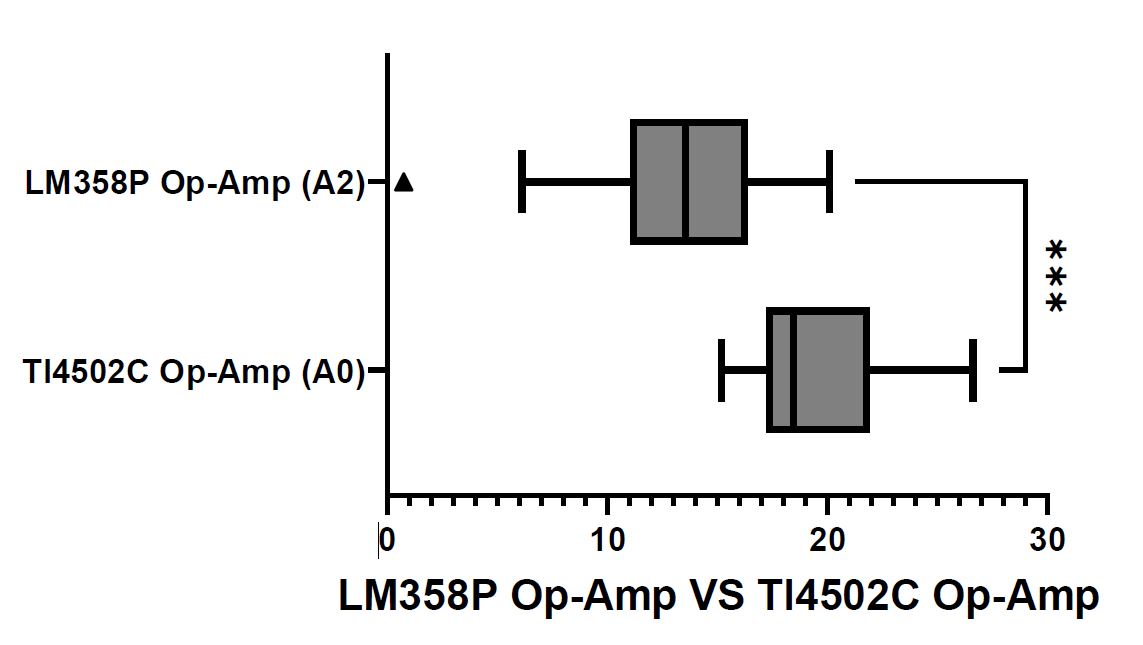 LM358P Op-Amp (A2)
***
TI4502C Op-Amp (A0)
0 10 20 30
LM358P Op-Amp VS TI4502C Op-Amp